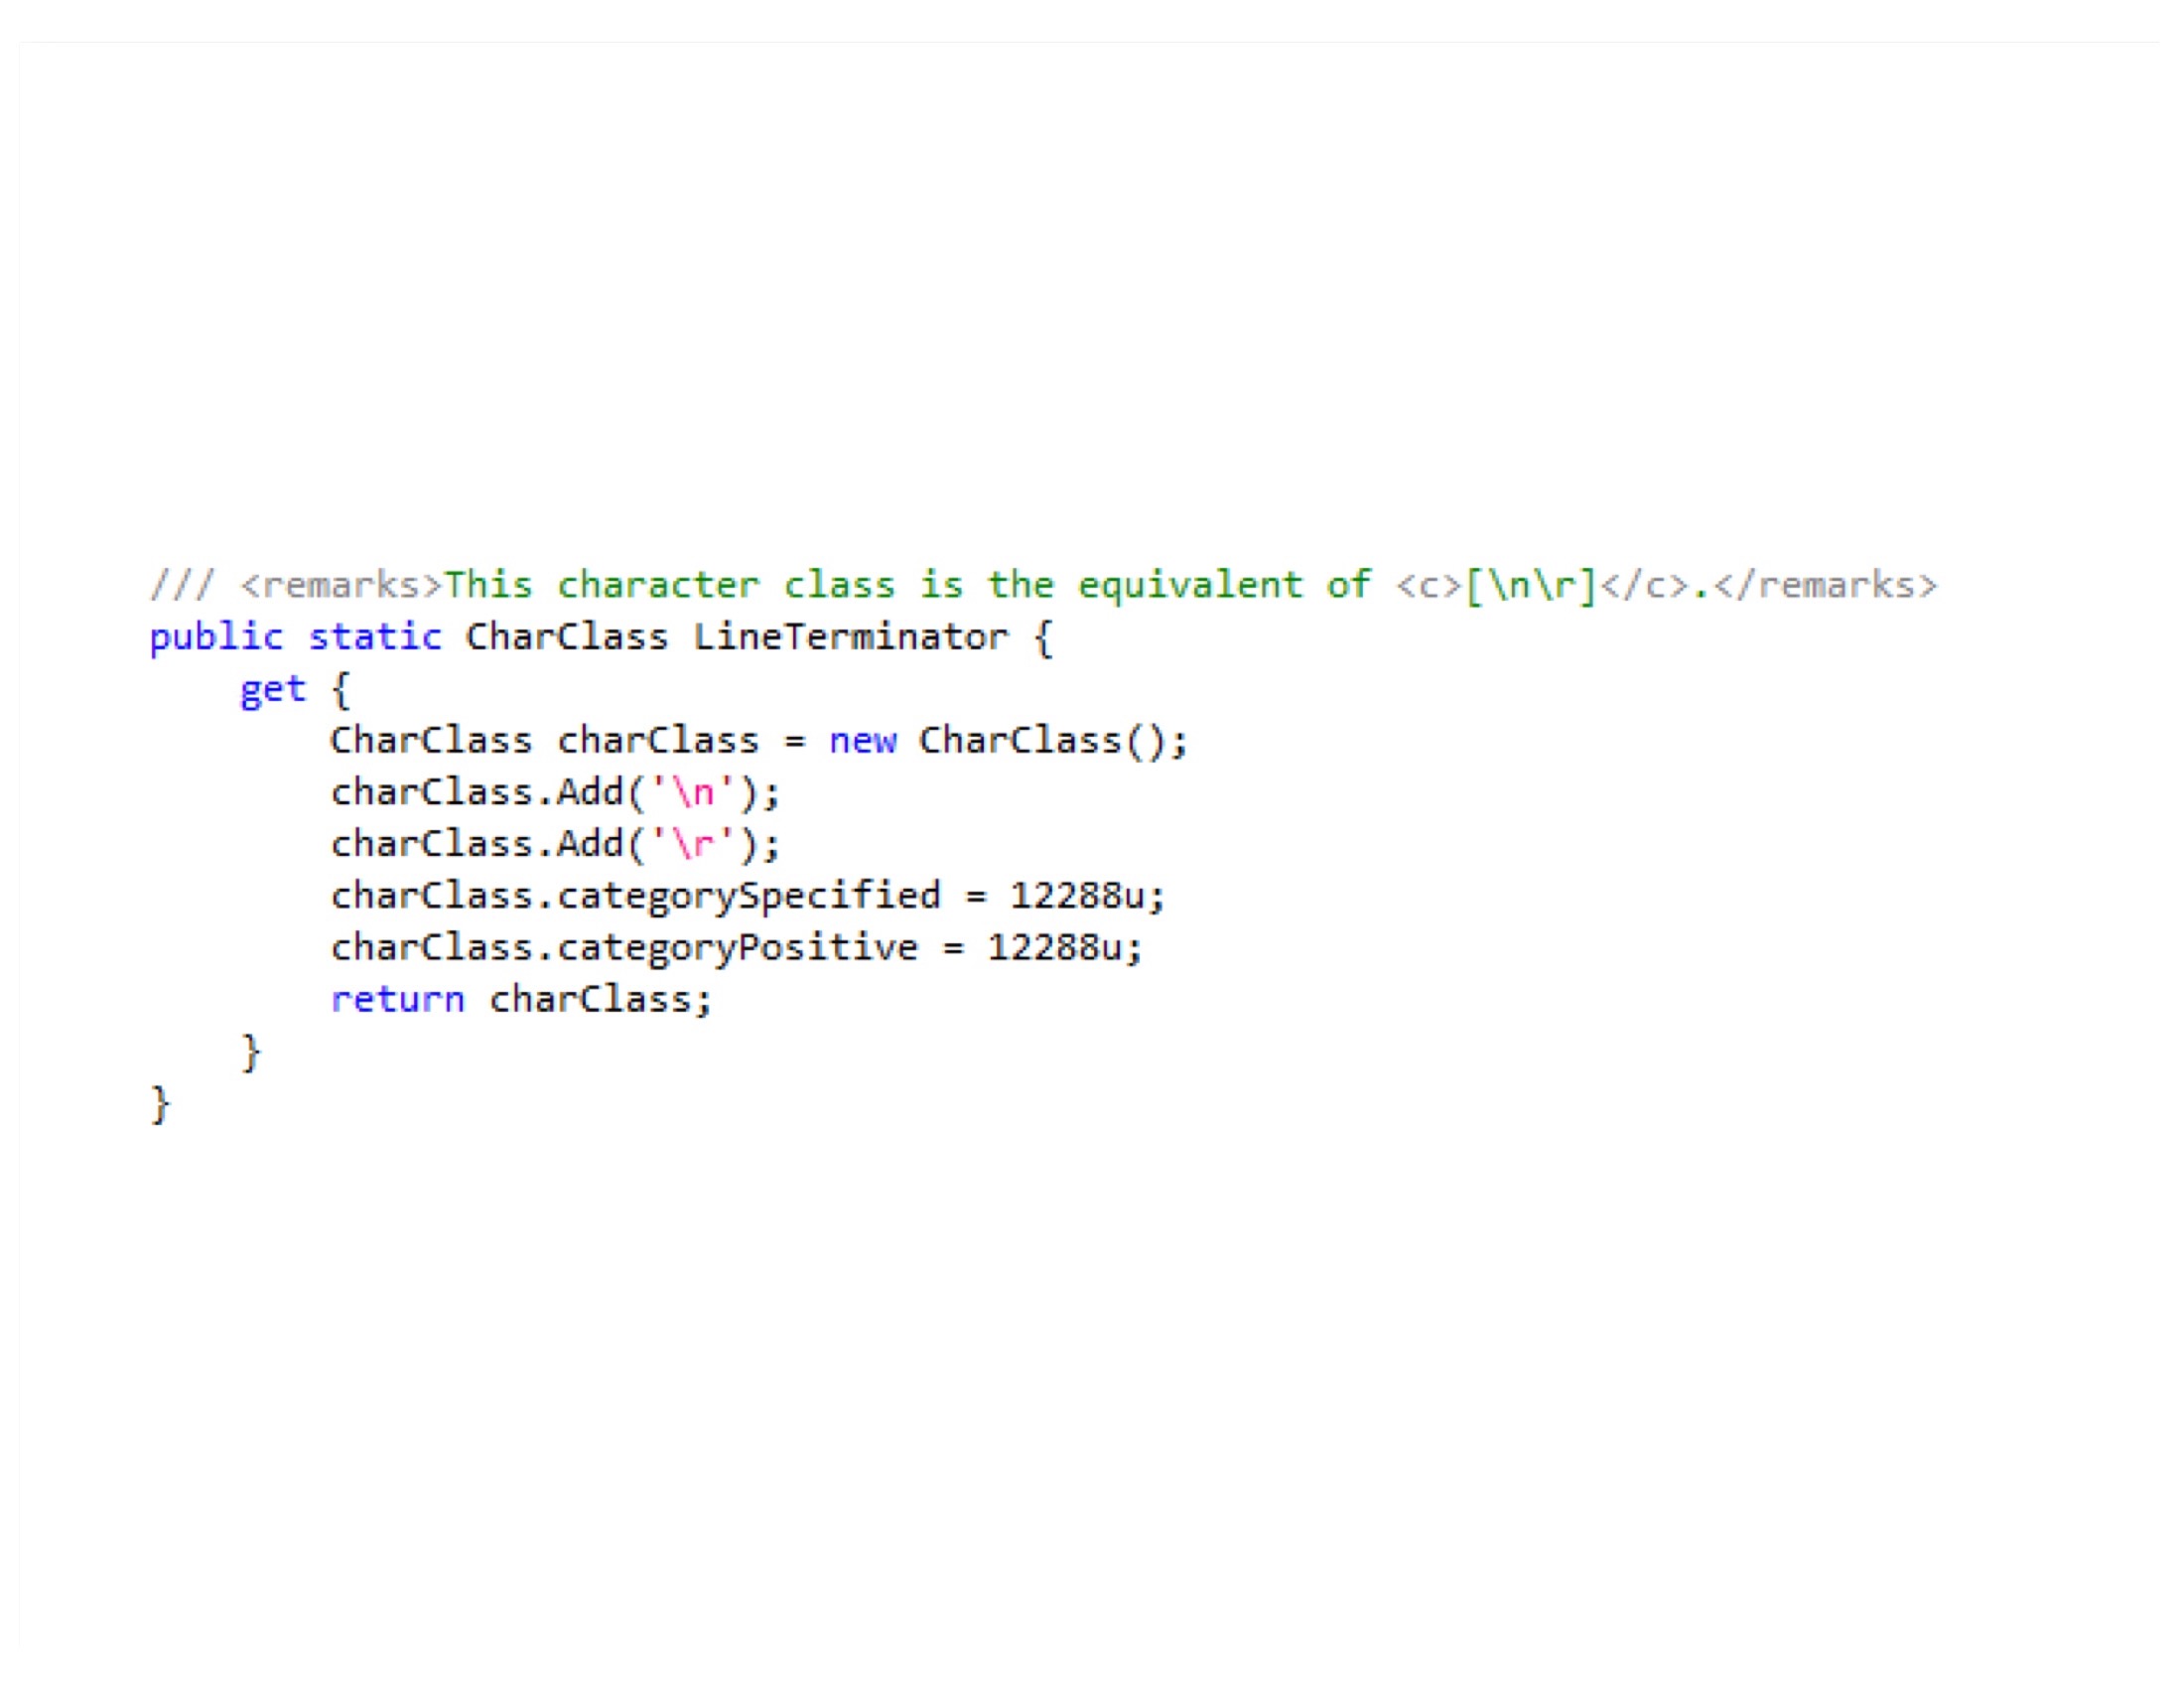 /// <remarks>This character class is the equivalent of <c>[\n\r]</c>.</remarks>
public static CharClass LineTerminator {
    get {
        CharClass charClass = new CharClass();
        charClass.Add('\n');
        charClass.Add('\r');
        charClass.categorySpecified = 12288u;
        charClass.categoryPositive = 12288u;
        return charClass;
    }
}